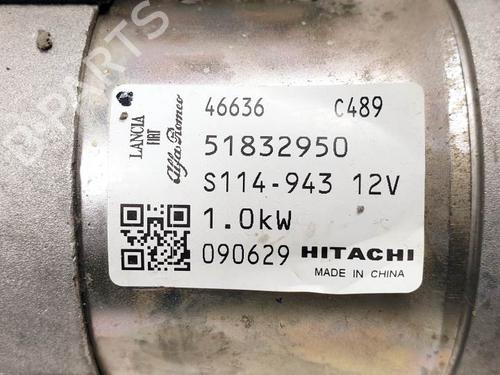 46636 C489
51832950
S114-943 12V
1.0kW
090629 HITACHI
MADE IN CHINA
LANCIA
FIAT
Alfa Romeo
B-PARTS